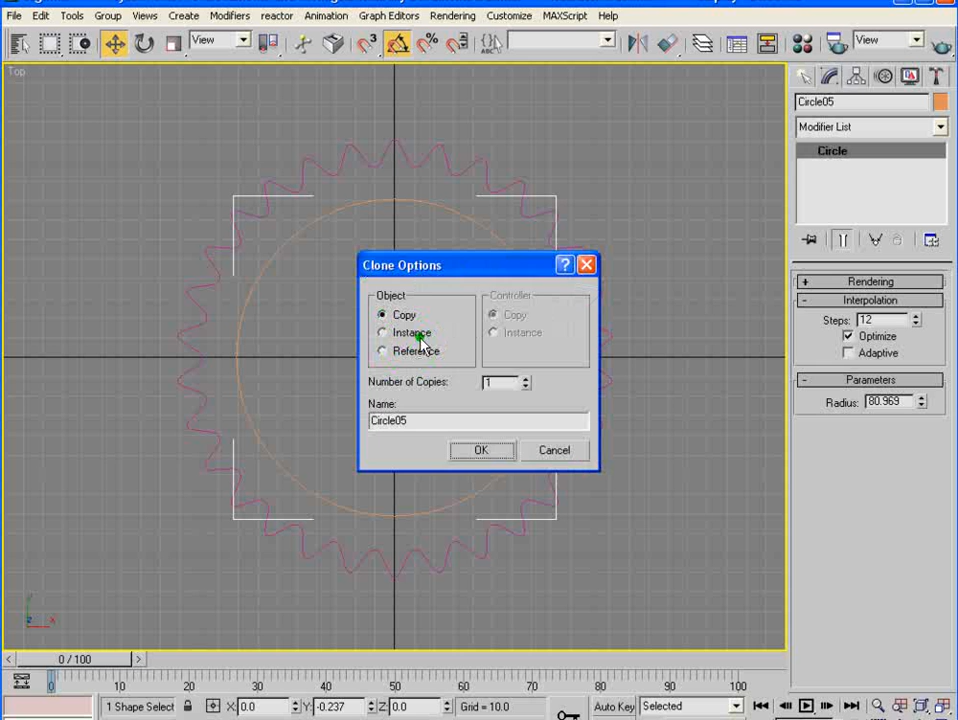 File Edit Tools Group Views Create Modifiers reactor Animation Graph Editors Rendering Customize MAXScript Help
View
View
Top
Circle05
Modifier List
Circle
+ Rendering
- Interpolation
Steps: 12
Optimize
Adaptive
- Parameters
Radius: 80.969
Clone Options
Object
Copy
Instance
Reference
Controller
Copy
Instance
Number of Copies: 1
Name:
Circle05
OK Cancel
0 / 100
0 10 20 30 40 50 60 70 80 90 100
1 Shape Select X: 0.0 Y: -0.237 Z: 0.0 Grid = 10.0 Auto Key Selected